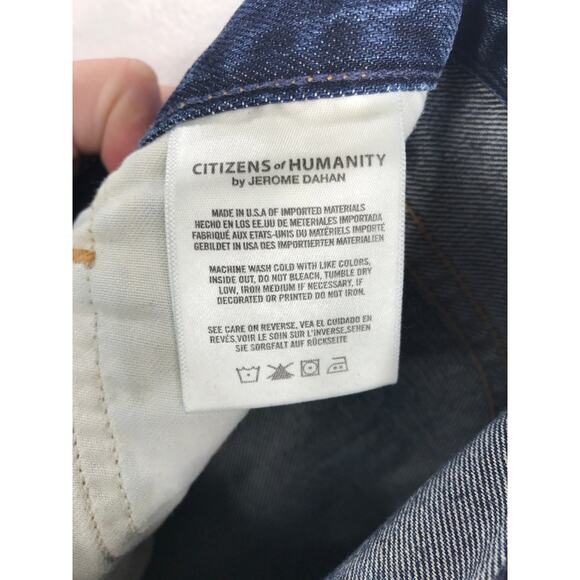 CITIZENS of HUMANITY
by JEROME DAHAN
MADE IN U.S.A OF IMPORTED MATERIALS
HECHO EN LOS EE.UU DE METERIALES IMPORTADA
FABRIQUÉ AUX ETATS-UNIS DU MATÉRIELS IMPORTÉ
GEBILDET IN USA DES IMPORTIERTEN MATERIALIEN
MACHINE WASH COLD WITH LIKE COLORS,
INSIDE OUT, DO NOT BLEACH, TUMBLE DRY
LOW, IRON MEDIUM IF NECESSARY, IF
DECORATED OR PRINTED DO NOT IRON.
SEE CARE ON REVERSE, VEA EL CUIDADO EN
REVÉS,VOIR LE SOIN SUR L'INVERSE,SEHEN
SIE SORGFALT AUF RÜCKSEITE